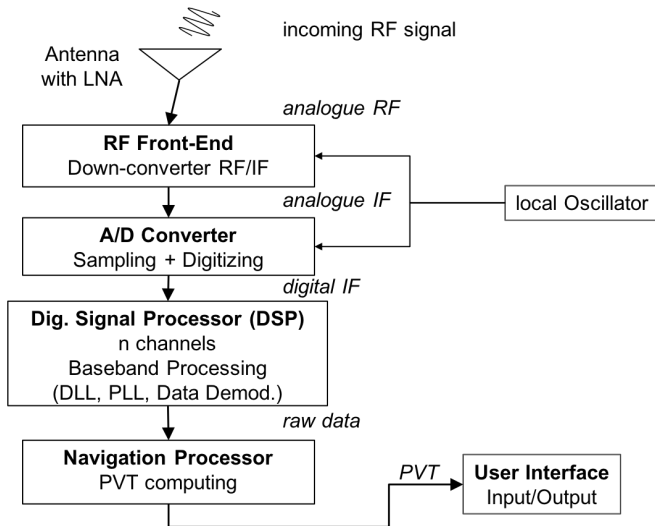 incoming RF signal
Antenna
with LNA
analogue RF
RF Front-End
Down-converter RF/IF
analogue IF
local Oscillator
A/D Converter
Sampling + Digitizing
digital IF
Dig. Signal Processor (DSP)
n channels
Baseband Processing
(DLL, PLL, Data Demod.)
raw data
Navigation Processor
PVT computing
PVT
User Interface
Input/Output